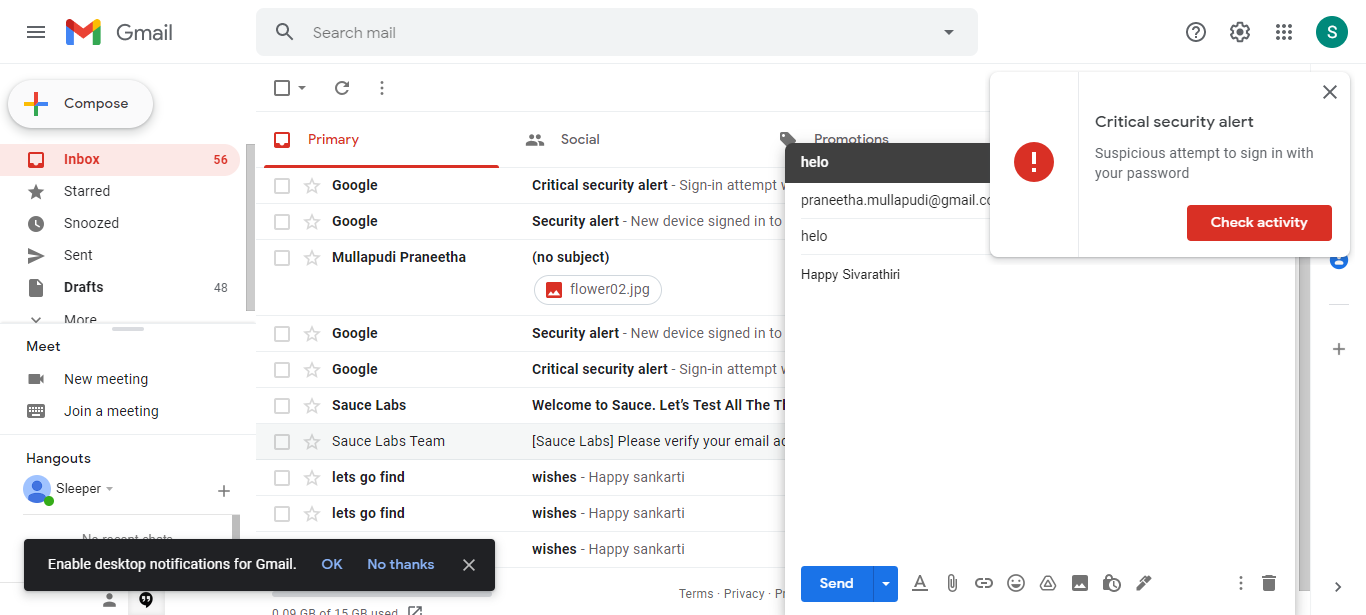 Gmail
Search mail
S
Compose
Inbox 56
Starred
Snoozed
Sent
Drafts 48
More
Meet
New meeting
Join a meeting
Hangouts
Sleeper
No recent chats
Primary
Social
Promotions
Google Critical security alert - Sign-in attempt
Google Security alert - New device signed in to
Mullapudi Praneetha (no subject)
flower02.jpg
Google Security alert - New device signed in to
Google Critical security alert - Sign-in attempt
Sauce Labs Welcome to Sauce. Let's Test All The
Sauce Labs Team [Sauce Labs] Please verify your email
lets go find wishes - Happy sankarti
lets go find wishes - Happy sankarti
wishes - Happy sankarti
Terms · Privacy ·
0.09 GB of 15 GB used
helo
praneetha.mullapudi@gmail.co
helo
Happy Sivarathiri
Send
Critical security alert
Suspicious attempt to sign in with
your password
Check activity
Enable desktop notifications for Gmail. OK No thanks